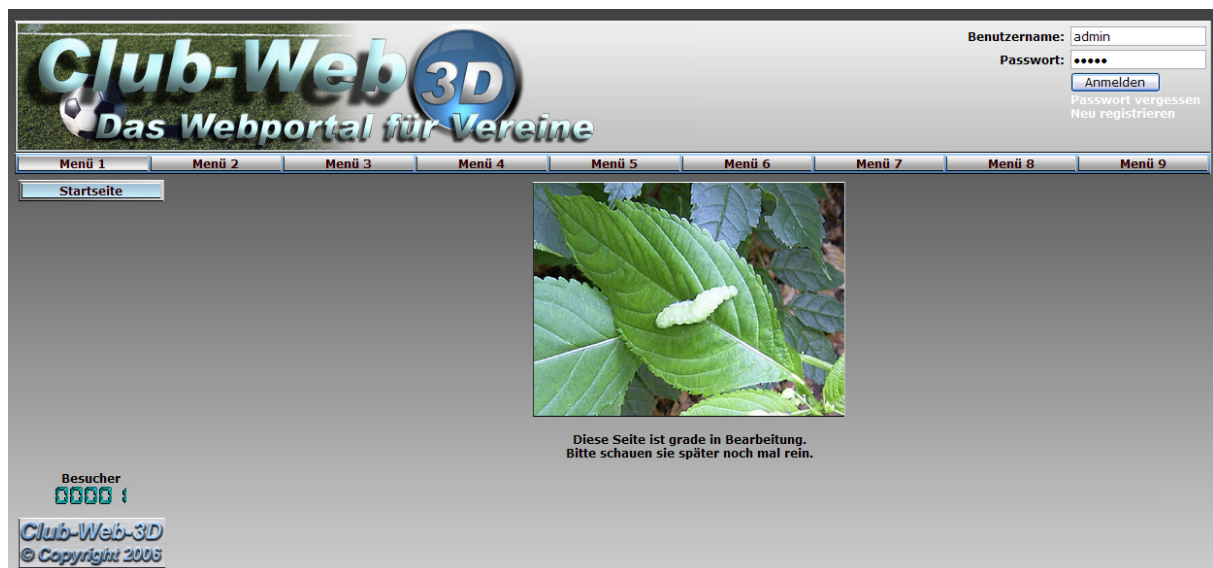 Club-Web 3D
Das Webportal für Vereine
Benutzername: admin
Passwort: •••••
Anmelden
Passwort vergessen
Neu registrieren
Menü 1 Menü 2 Menü 3 Menü 4 Menü 5 Menü 6 Menü 7 Menü 8 Menü 9
Startseite
Diese Seite ist grade in Bearbeitung.
Bitte schauen sie später noch mal rein.
Besucher
00001
Club-Web-3D
© Copyright 2006